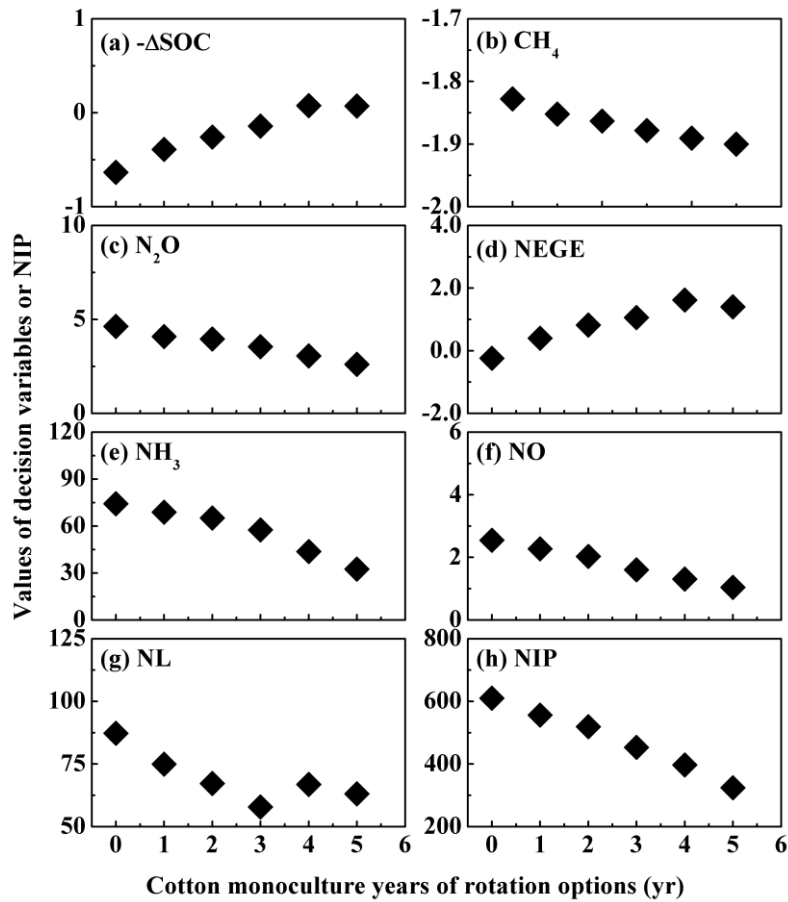 Values of decision variables or NIP
(a) -ΔSOC
1
0
-1
(b) CH₄
-1.7
-1.8
-1.9
-2.0
(c) N₂O
10
5
0
(d) NEGE
4.0
2.0
0.0
-2.0
(e) NH₃
120
90
60
30
0
(f) NO
6
4
2
0
(g) NL
125
100
75
50
(h) NIP
800
600
400
200
0 1 2 3 4 5 6
0 1 2 3 4 5 6
Cotton monoculture years of rotation options (yr)